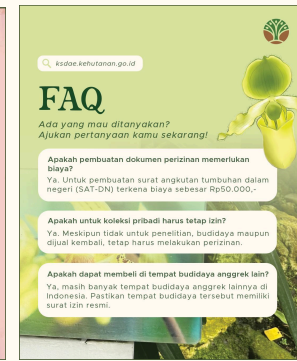 ksdae.kehutanan.go.id
FAQ
Ada yang mau ditanyakan?
Ajukan pertanyaan kamu sekarang!
Apakah pembuatan dokumen perizinan memerlukan
biaya?
Ya. Untuk pembuatan surat angkutan tumbuhan dalam
negeri (SAT-DN) terkena biaya sebesar Rp50.000,-
Apakah untuk koleksi pribadi harus tetap izin?
Ya. Meskipun tidak untuk penelitian, budidaya maupun
dijual kembali, tetap harus melakukan perizinan.
Apakah dapat membeli di tempat budidaya anggrek lain?
Ya, masih banyak tempat budidaya anggrek lainnya di
Indonesia. Pastikan tempat budidaya tersebut memiliki
surat izin resmi.